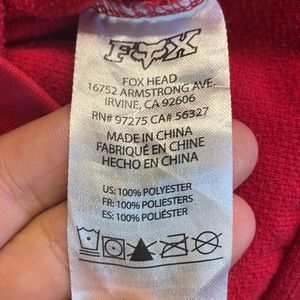 FOX
FOX HEAD
16752 ARMSTRONG AVE.
IRVINE, CA 92606
RN# 97275 CA# 56327
MADE IN CHINA
FABRIQUÉ EN CHINE
HECHO EN CHINA
US: 100% POLYESTER
FR: 100% POLYESTERS
ES: 100% POLIÉSTER